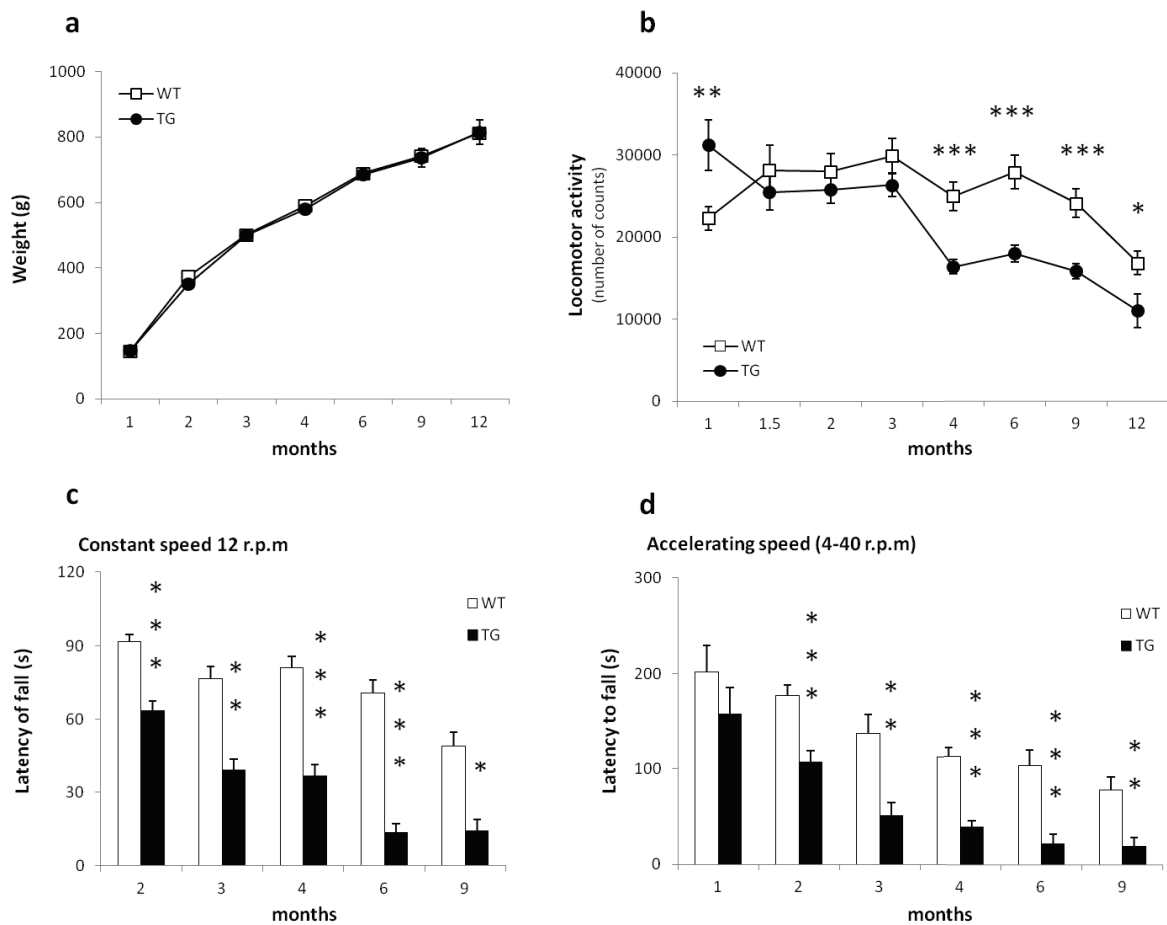 a
1000
800
600
400
200
0
Weight (g)
WT
TG
1 2 3 4 6 9 12
months
b
40000
30000
20000
10000
0
Locomotor activity
(number of counts)
**
***
***
***
*
WT
TG
1 1.5 2 3 4 6 9 12
months
c
Constant speed 12 r.p.m
120
90
60
30
0
Latency of fall (s)
***
**
***
***
*
WT
TG
2 3 4 6 9
months
d
Accelerating speed (4-40 r.p.m)
300
200
100
0
Latency to fall (s)
***
**
***
***
**
WT
TG
1 2 3 4 6 9
months